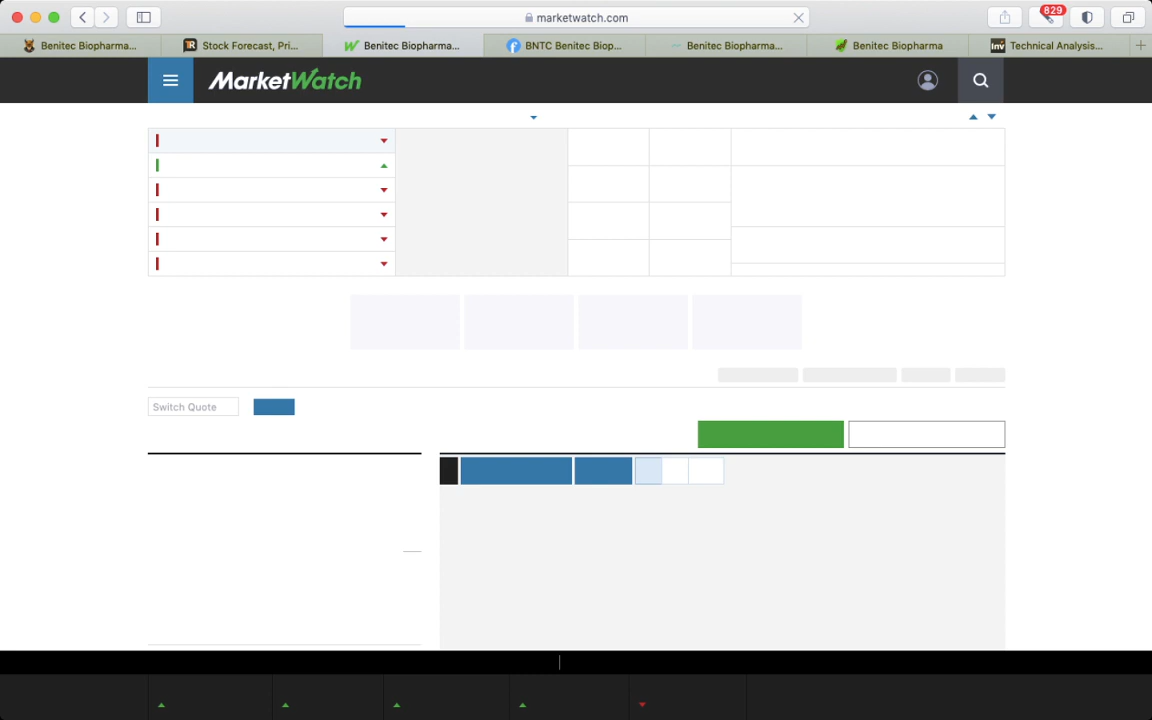 marketwatch.com
829
Benitec Biopharma...
Stock Forecast, Pri...
Benitec Biopharma...
BNTC Benitec Biop...
Benitec Biopharma...
Benitec Biopharma
Inv Technical Analysis...
MarketWatch
Switch Quote